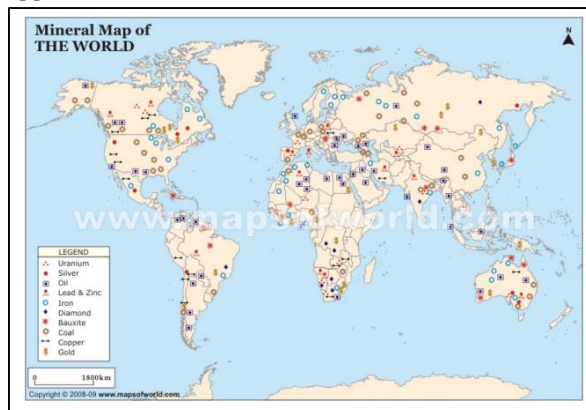 Mineral Map of
THE WORLD
N
www.mapsofworld.com
LEGEND
Uranium
Silver
Oil
Lead & Zinc
Iron
Diamond
Bauxite
Coal
Copper
Gold
0 1800km
Copyright © 2008-09 www.mapsofworld.com